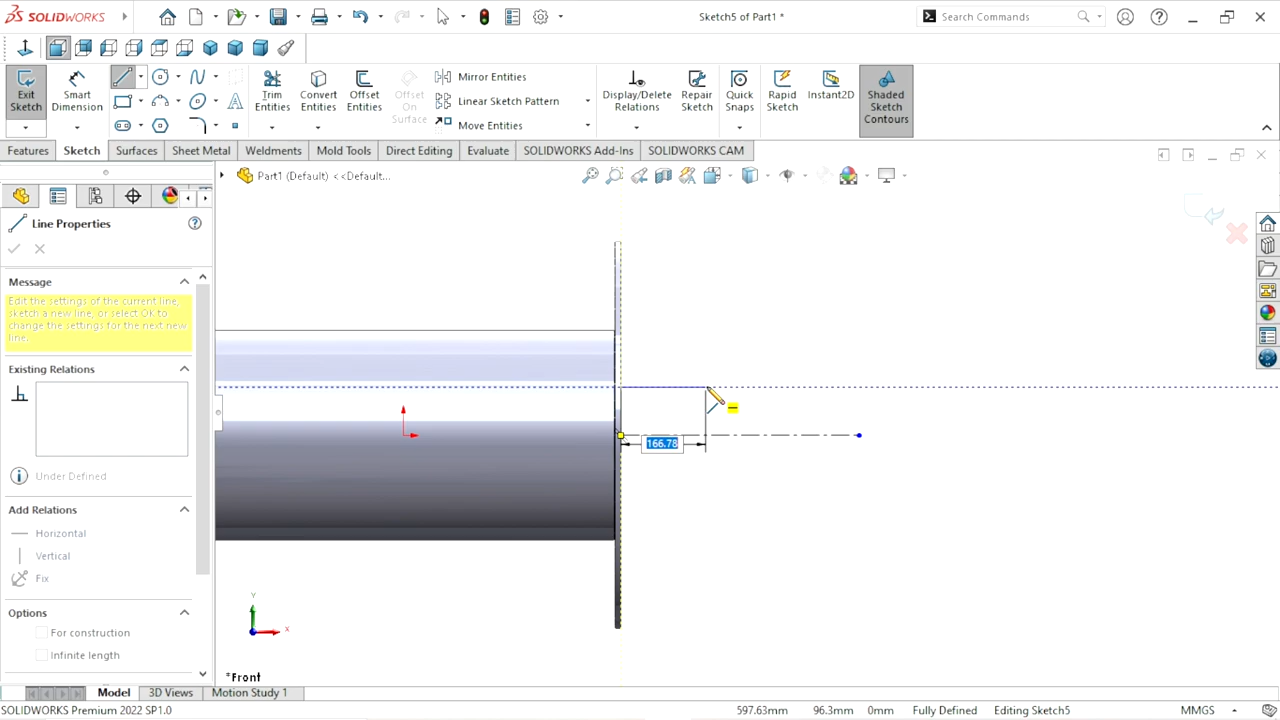 SOLIDWORKS
Sketch5 of Part1 *
Search Commands
Exit Sketch
Smart Dimension
Trim Entities
Convert Entities
Offset Entities
Offset On Surface
Mirror Entities
Linear Sketch Pattern
Move Entities
Display/Delete Relations
Repair Sketch
Quick Snaps
Rapid Sketch
Instant2D
Shaded Sketch Contours
Features Sketch Surfaces Sheet Metal Weldments Mold Tools Direct Editing Evaluate SOLIDWORKS Add-Ins SOLIDWORKS CAM
Part1 (Default) <<Default...
Line Properties
Message
Edit the settings of the current line,
sketch a new line, or select Ok to
change the settings for the next new
line.
Existing Relations
Under Defined
Add Relations
Horizontal
Vertical
Fix
Options
For construction
Infinite length
166.78
Y
X
*Front
Model 3D Views Motion Study 1
SOLIDWORKS Premium 2022 SP1.0
597.63mm 96.3mm 0mm Fully Defined Editing Sketch5 MMGS